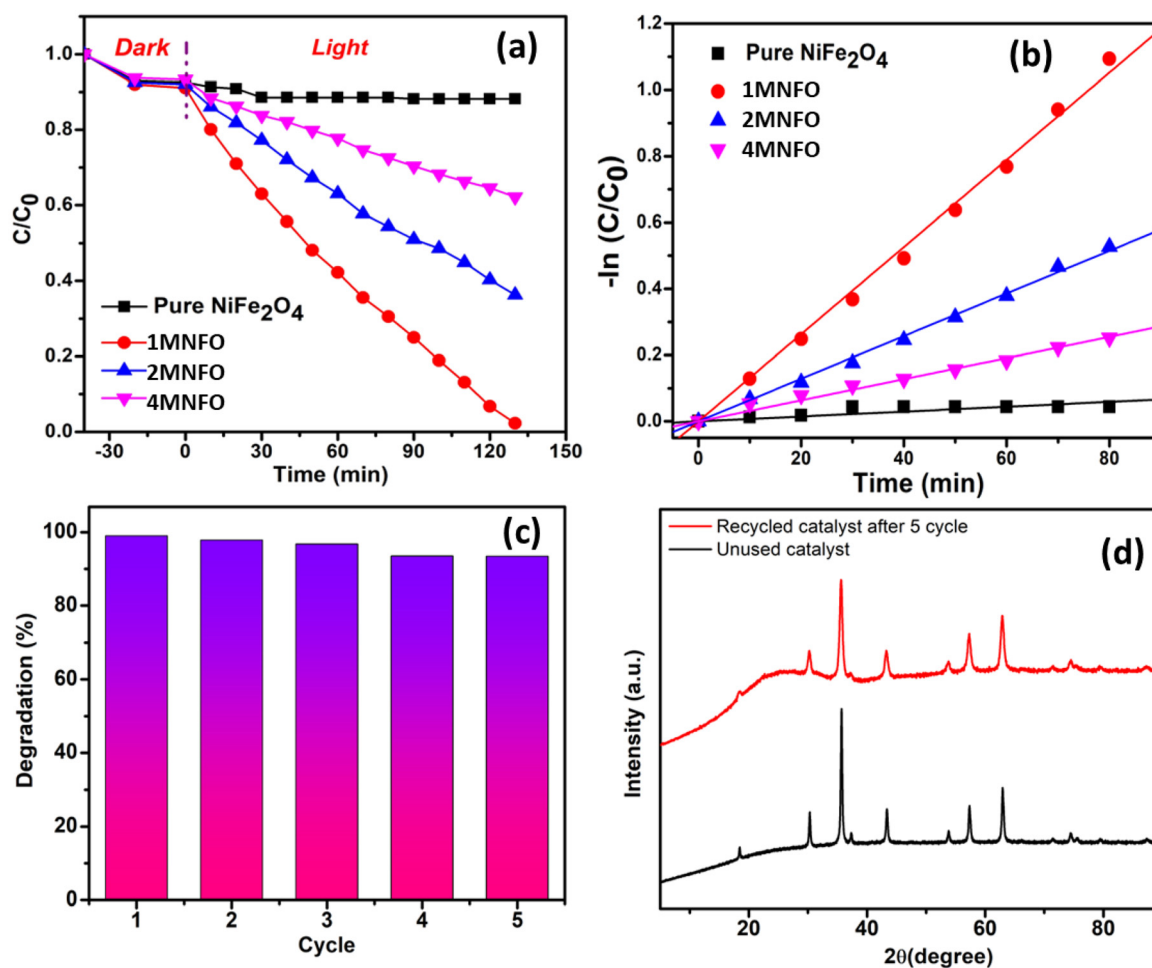 (a)
Dark Light
1.0
0.8
0.6
0.4
0.2
0.0
C/C₀
Pure NiFe₂O₄
1MNFO
2MNFO
4MNFO
-30 0 30 60 90 120 150
Time (min)
(b)
-1.2
1.0
0.8
0.6
0.4
0.2
0.0
-ln (C/C₀)
Pure NiFe₂O₄
1MNFO
2MNFO
4MNFO
0 20 40 60 80
Time (min)
(c)
100
80
60
40
20
0
Degradation (%)
1 2 3 4 5
Cycle
(d)
Recycled catalyst after 5 cycle
Unused catalyst
Intensity (a.u.)
20 40 60 80
2θ(degree)